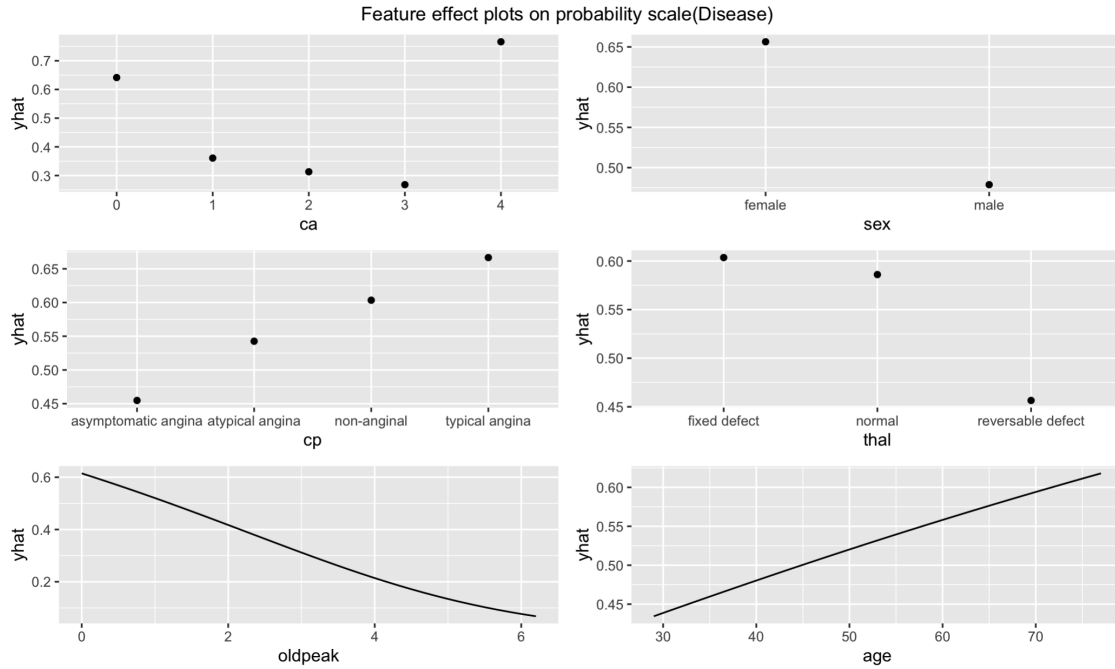 Feature effect plots on probability scale(Disease)
0.7
0.6
0.5
0.4
0.3
yhat
0 1 2 3 4
ca
0.65
0.60
0.55
0.50
yhat
female male
sex
0.65
0.60
0.55
0.50
0.45
yhat
asymptomatic angina atypical angina non-anginal typical angina
cp
0.60
0.55
0.50
0.45
yhat
fixed defect normal reversable defect
thal
0.6
0.4
0.2
yhat
0 2 4 6
oldpeak
0.60
0.55
0.50
0.45
yhat
30 40 50 60 70
age